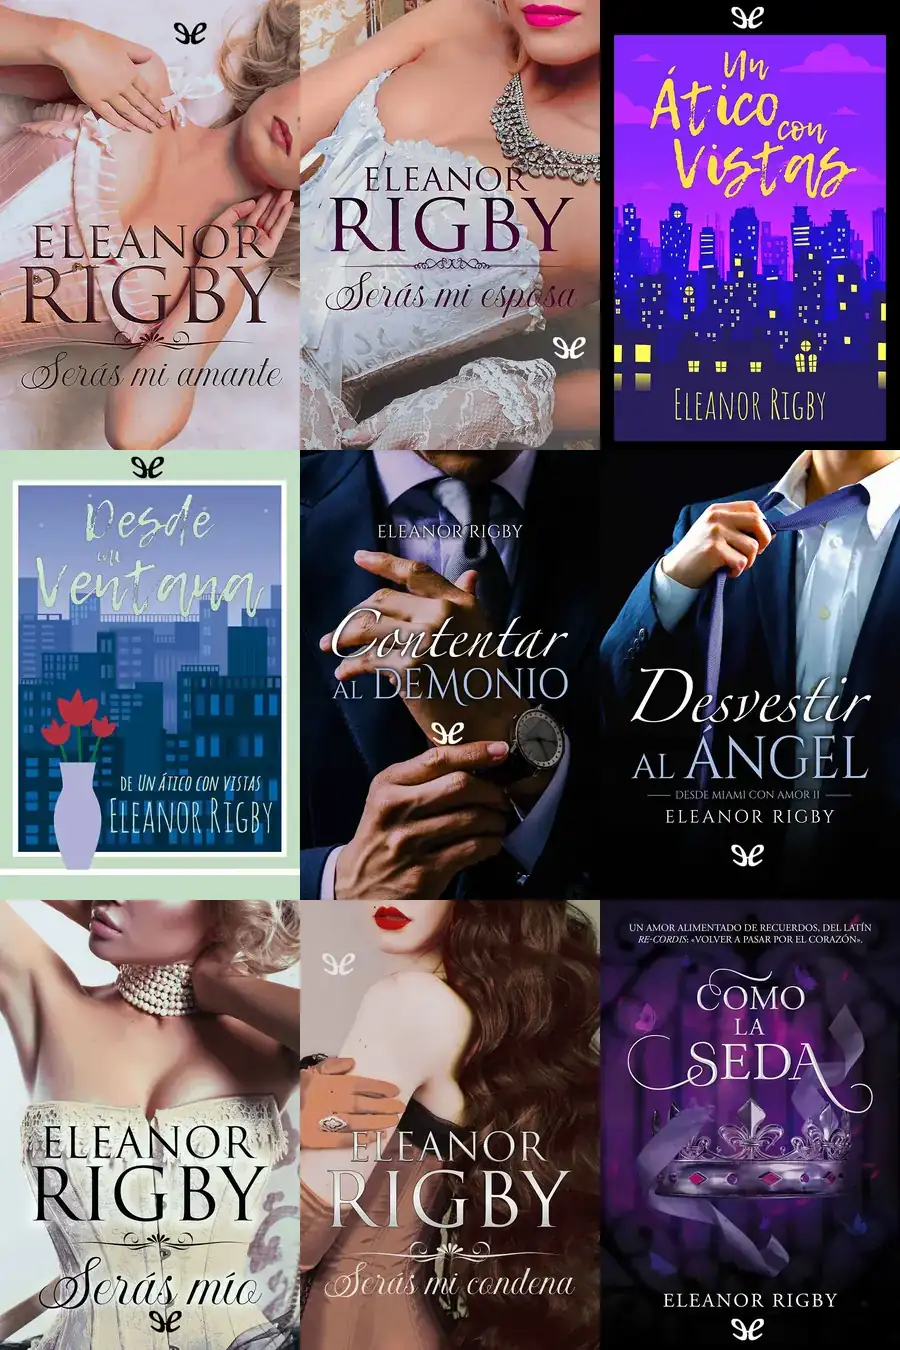 ELEANOR
RIGBY
Serás mi amante
ELEANOR
RIGBY
Serás mi esposa
Un
Ático
con
Vistas
ELEANOR RIGBY
Desde
mi
Ventana
DE UN ÁTICO CON VISTAS
ELEANOR RIGBY
ELEANOR RIGBY
Contentar
AL DEMONIO
Desvestir
AL ÁNGEL
DESDE MIAMI CON AMOR II
ELEANOR RIGBY
ELEANOR
RIGBY
Serás mío
ELEANOR
RIGBY
Serás mi condena
UN AMOR ALIMENTADO DE RECUERDOS, DEL LATÍN
RE-CORDIS: «VOLVER A PASAR POR EL CORAZÓN».
COMO
LA
SEDA
ELEANOR RIGBY